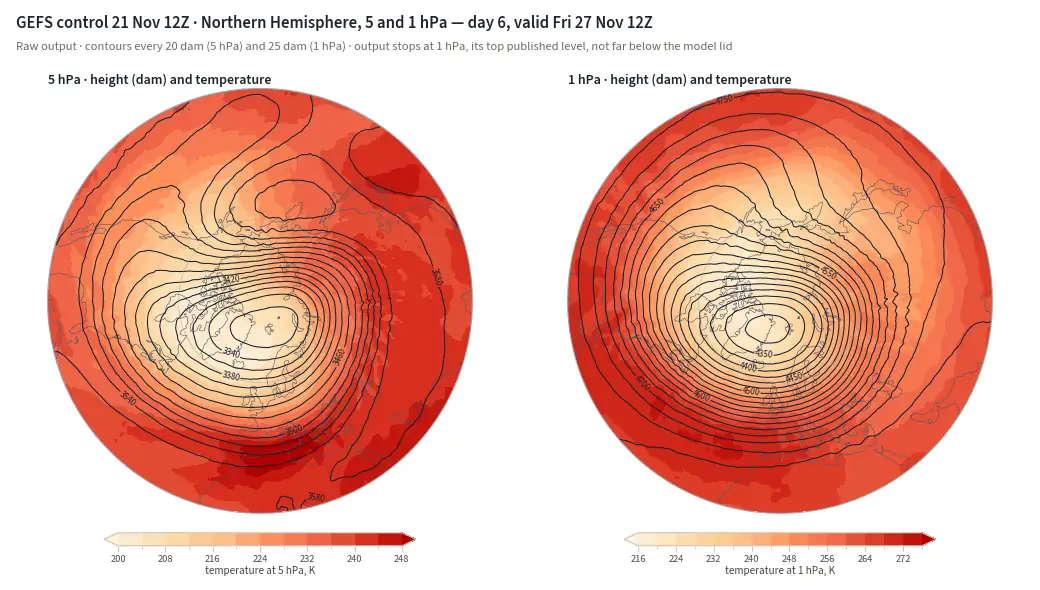 GEFS control 21 Nov 12Z · Northern Hemisphere, 5 and 1 hPa — day 6, valid Fri 27 Nov 12Z
Raw output · contours every 20 dam (5 hPa) and 25 dam (1 hPa) · output stops at 1 hPa, its top published level, not far below the model lid
5 hPa · height (dam) and temperature
1 hPa · height (dam) and temperature
4750
4650
3580
3420
4550
3340
3460
4350
3380
4400
4450
4700
4500
3540
4600
3500
3580
200 208 216 224 232 240 248
temperature at 5 hPa, K
216 224 232 240 248 256 264 272
temperature at 1 hPa, K